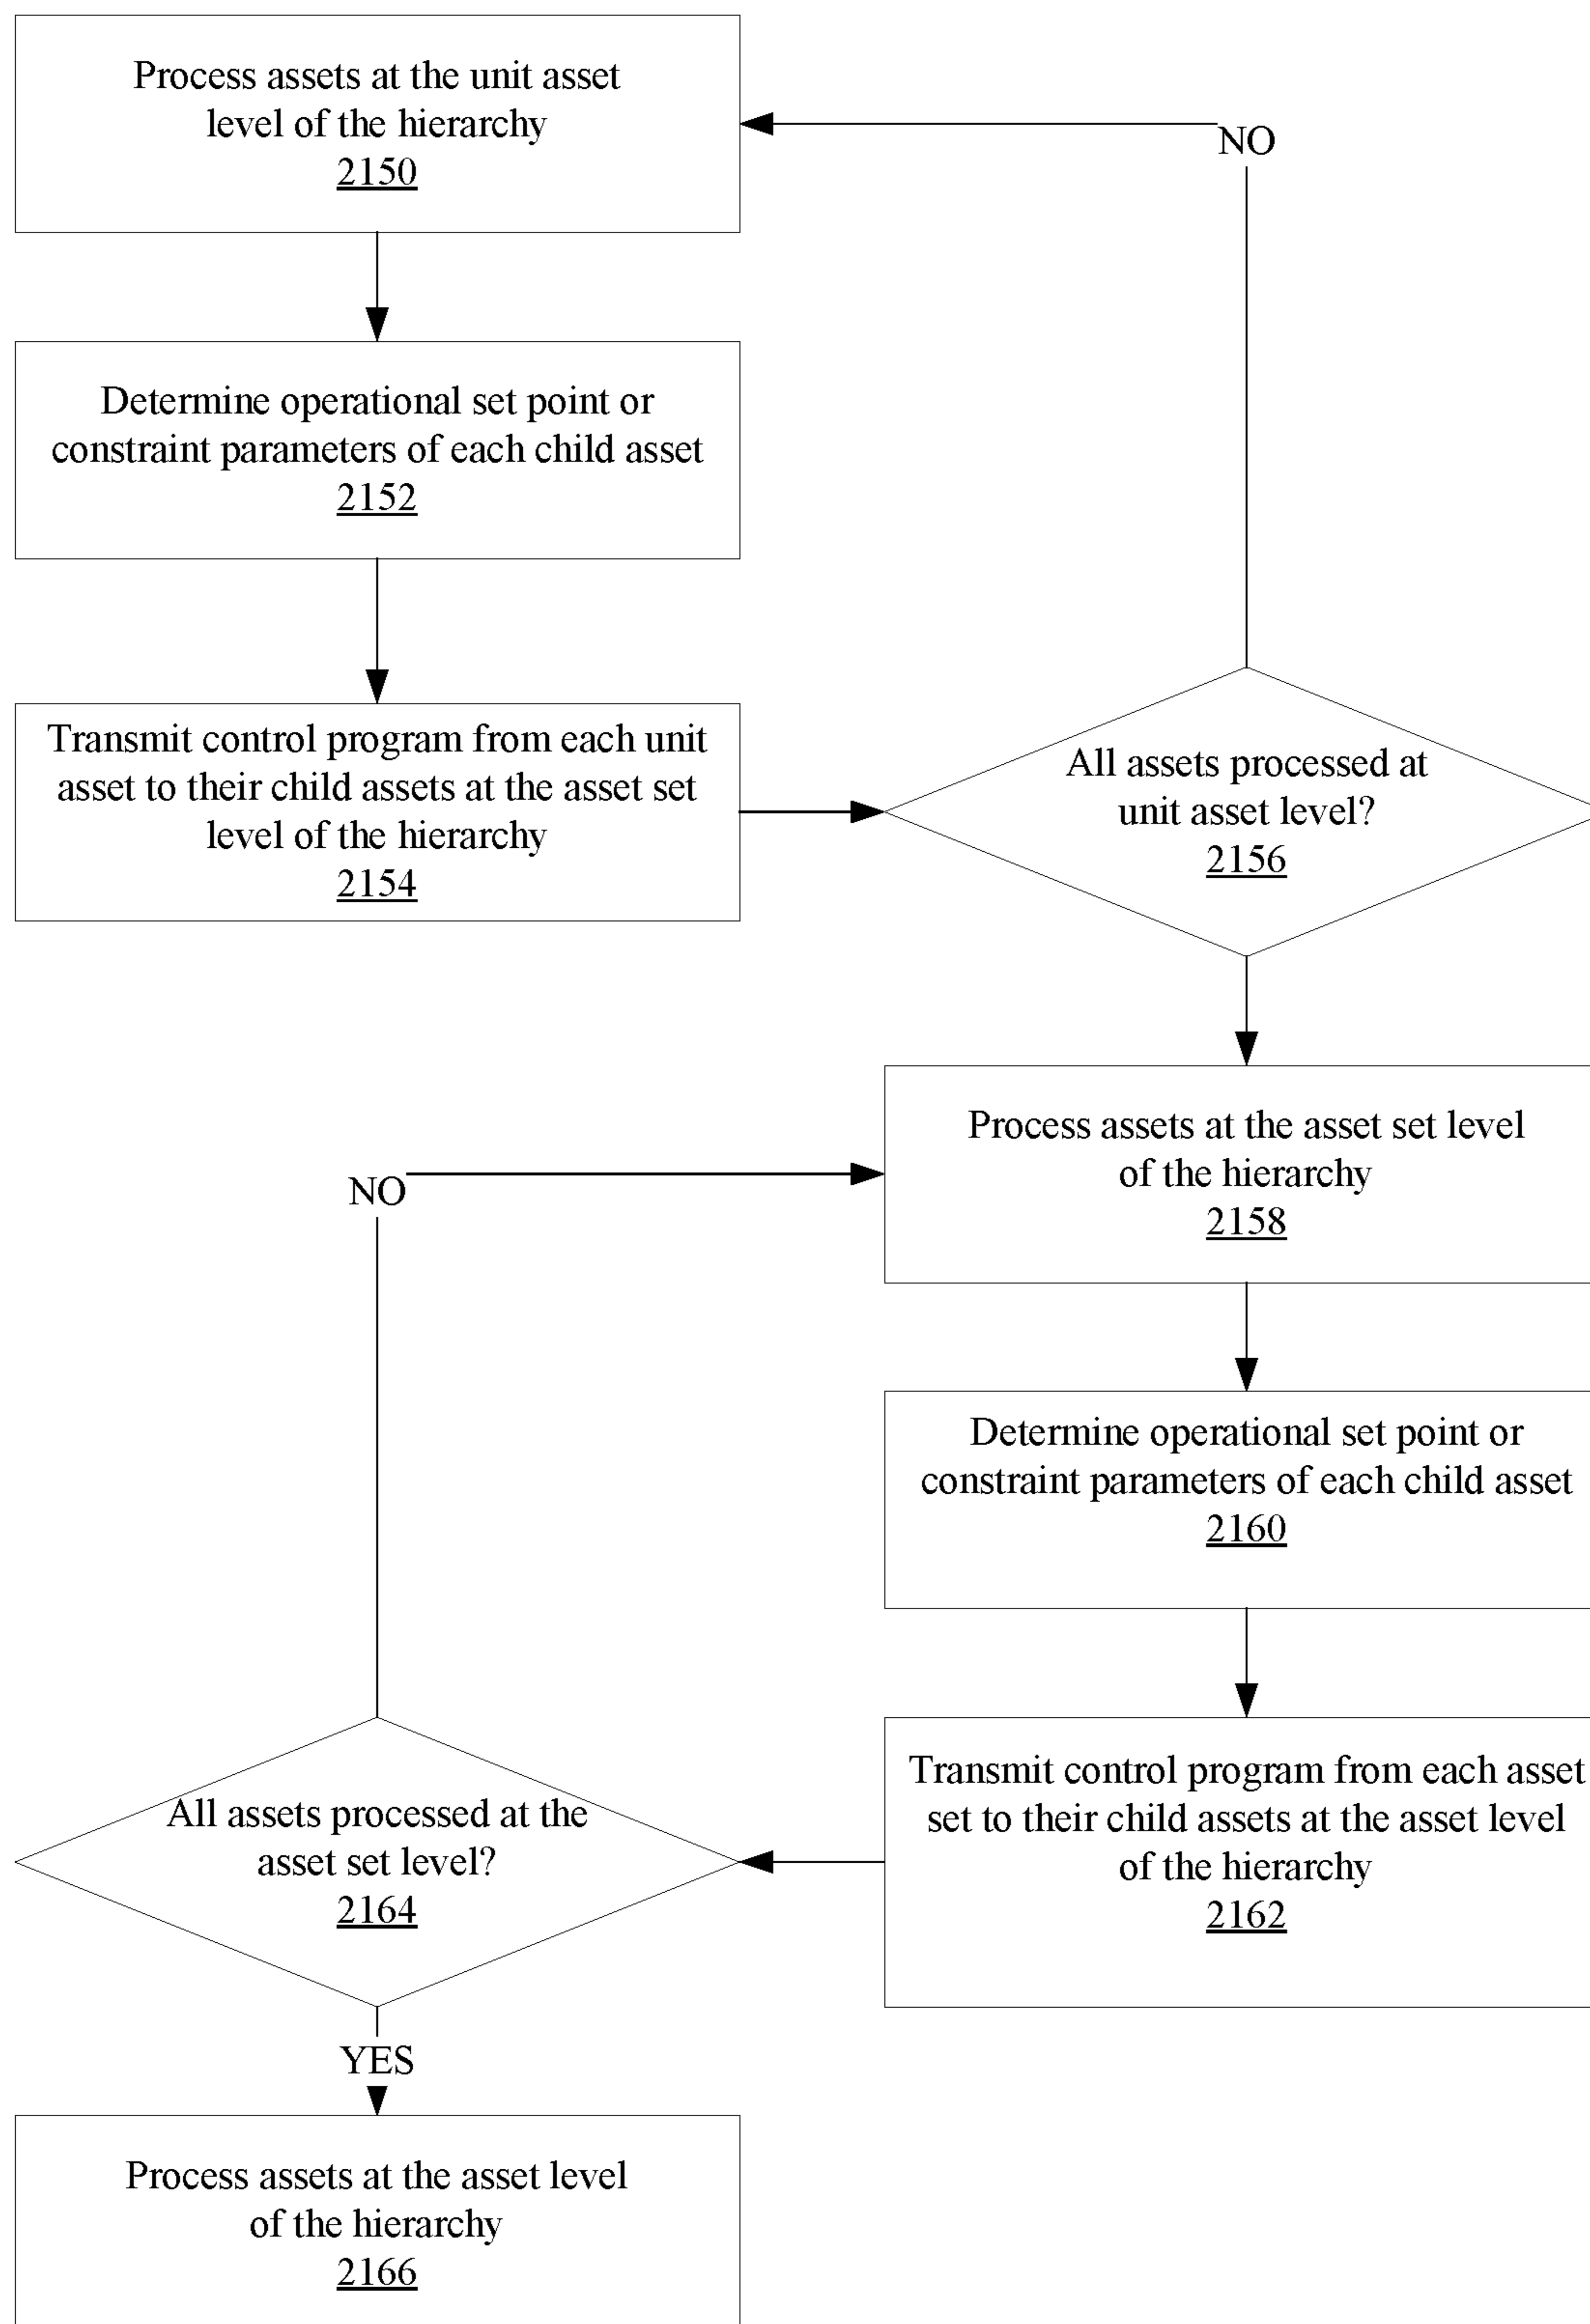 Process assets at the unit asset
level of the hierarchy
2150
NO
Determine operational set point or
constraint parameters of each child asset
2152
Transmit control program from each unit
asset to their child assets at the asset set
level of the hierarchy
2154
All assets processed at
unit asset level?
2156
Process assets at the asset set level
of the hierarchy
2158
NO
Determine operational set point or
constraint parameters of each child asset
2160
Transmit control program from each asset
set to their child assets at the asset level
of the hierarchy
2162
All assets processed at the
asset set level?
2164
YES
Process assets at the asset level
of the hierarchy
2166